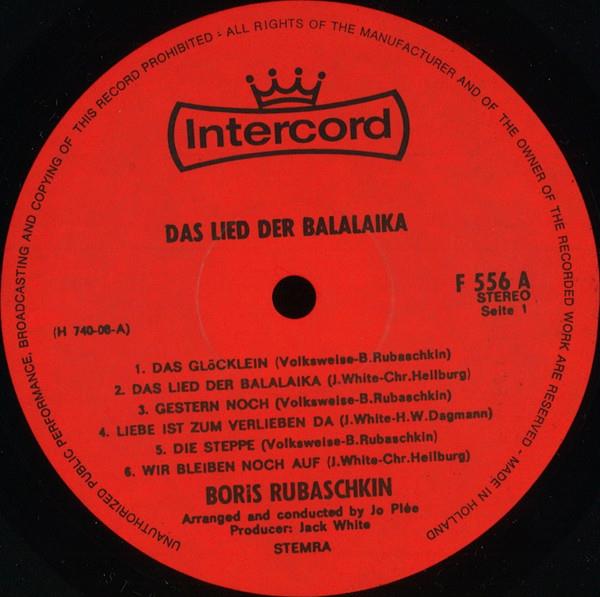 UNAUTHORIZED PUBLIC PERFORMANCE, BROADCASTING AND COPYING OF THIS RECORD PROHIBITED - ALL RIGHTS OF THE MANUFACTURER AND OF THE OWNER OF THE RECORDED WORK ARE RESERVED - MADE IN HOLLAND
Intercord
DAS LIED DER BALALAIKA
F 556 A
STEREO
Seite 1
(H 740-06-A)
1. DAS GLöCKLEIN (Volksweise-B.Rubaschkin)
2. DAS LIED DER BALALAIKA (J.White-Chr.Heilburg)
3. GESTERN NOCH (Volksweise-B.Rubaschkin)
4. LIEBE IST ZUM VERLIEBEN DA (J.White-H.W.Dagmann)
5. DIE STEPPE (Volksweise-B.Rubaschkin)
6. WIR BLEIBEN NOCH AUF (J.White-Chr.Heilburg)
BORiS RUBASCHKIN
Arranged and conducted by Jo Plée
Producer: Jack White
STEMRA